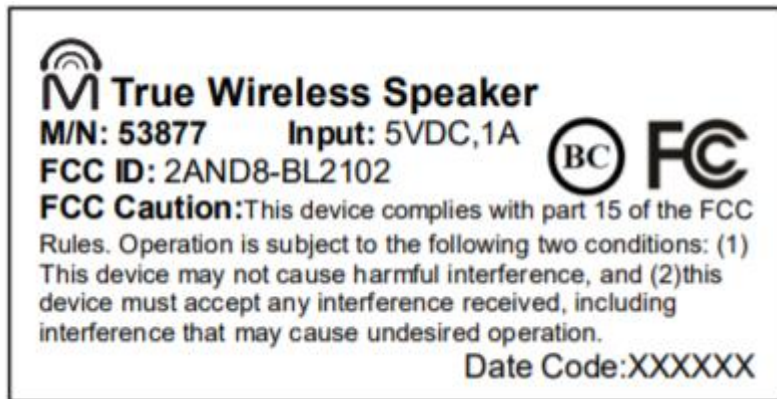 M True Wireless Speaker
M/N: 53877 Input: 5VDC,1A
FCC ID: 2AND8-BL2102
BC FC
FCC Caution:This device complies with part 15 of the FCC
Rules. Operation is subject to the following two conditions: (1)
This device may not cause harmful interference, and (2)this
device must accept any interference received, including
interference that may cause undesired operation.
Date Code:XXXXXX